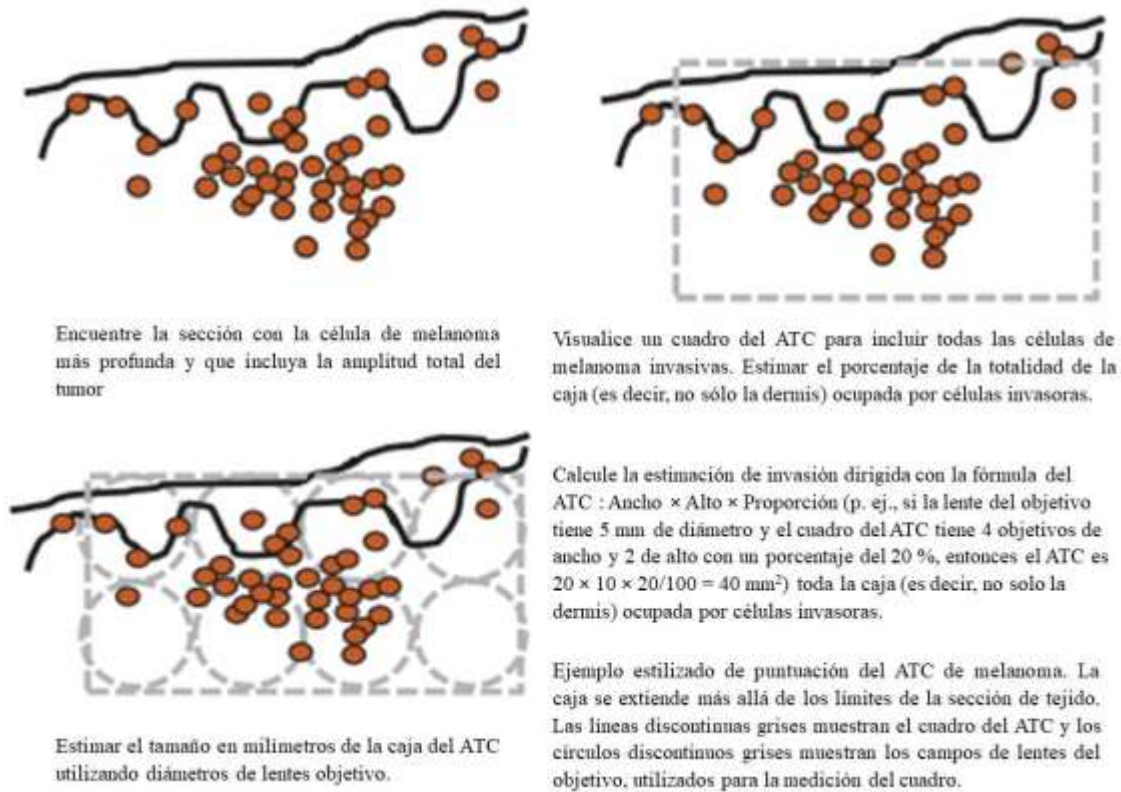 Encuentre la sección con la célula de melanoma
más profunda y que incluya la amplitud total del
tumor
Visualice un cuadro del ATC para incluir todas las células de
melanoma invasivas. Estimar el porcentaje de la totalidad de la
caja (es decir, no sólo la dermis) ocupada por células invasoras.
Estimar el tamaño en milímetros de la caja del ATC
utilizando diámetros de lentes objetivo.
Calcule la estimación de invasión dirigida con la fórmula del
ATC : Ancho × Alto × Proporción (p. ej., si la lente del objetivo
tiene 5 mm de diámetro y el cuadro del ATC tiene 4 objetivos de
ancho y 2 de alto con un porcentaje del 20 %, entonces el ATC es
20 × 10 × 20/100 = 40 mm²) toda la caja (es decir, no solo la
dermis) ocupada por células invasoras.
Ejemplo estilizado de puntuación del ATC de melanoma. La
caja se extiende más allá de los límites de la sección de tejido.
Las líneas discontinuas grises muestran el cuadro del ATC y los
círculos discontinuos grises muestran los campos de lentes del
objetivo, utilizados para la medición del cuadro.